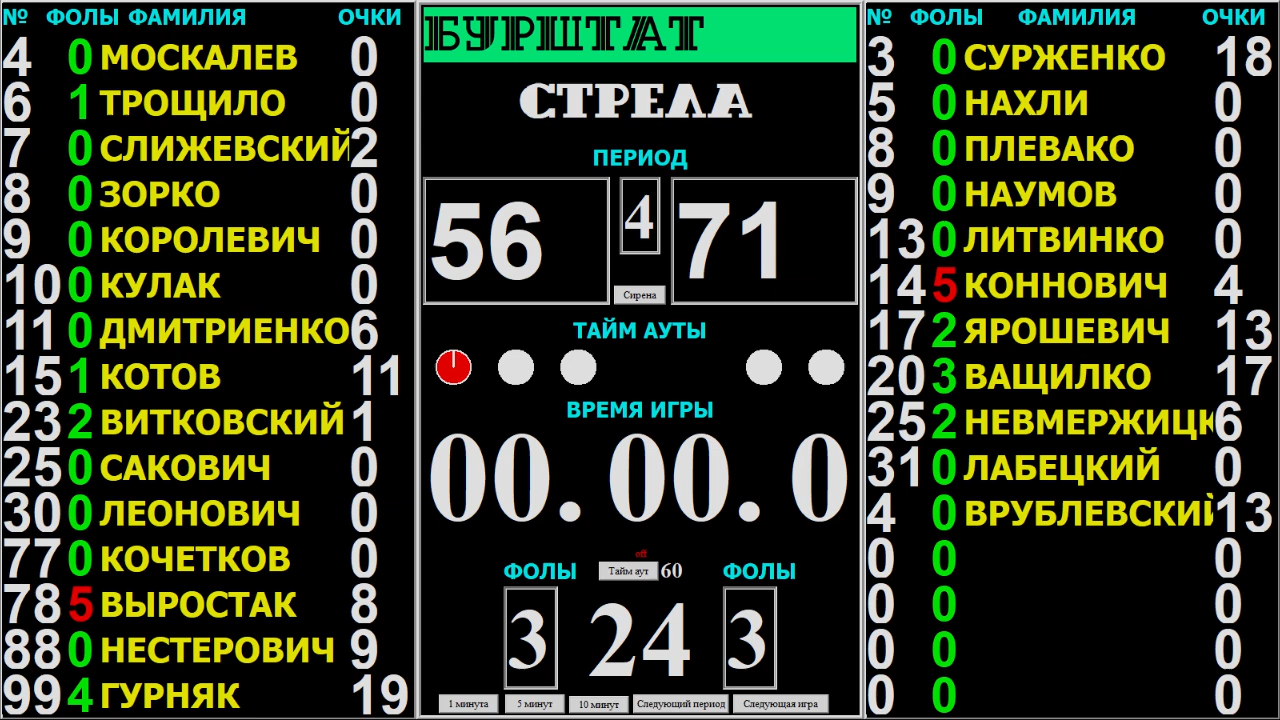 № ФОЛЫ ФАМИЛИЯ ОЧКИ
4 0 МОСКАЛЕВ 0
6 1 ТРОЩИЛО 0
7 0 СЛИЖЕВСКИЙ 2
8 0 ЗОРКО 0
9 0 КОРОЛЕВИЧ 0
10 0 КУЛАК 0
11 0 ДМИТРИЕНКО 6
15 1 КОТОВ 11
23 2 ВИТКОВСКИЙ 1
25 0 САКОВИЧ 0
30 0 ЛЕОНОВИЧ 0
77 0 КОЧЕТКОВ 0
78 5 ВЫРОСТАК 8
88 0 НЕСТЕРОВИЧ 9
99 4 ГУРНЯК 19
БУРШТАТ
СТРЕЛА
ПЕРИОД
56 4 71
Сирена
ТАЙМ АУТЫ
ВРЕМЯ ИГРЫ
00. 00. 0
off
ФОЛЫ Тайм аут 60 ФОЛЫ
3 24 3
1 минута 5 минут 10 минут Следующий период Следующая игра
№ ФОЛЫ ФАМИЛИЯ ОЧКИ
3 0 СУРЖЕНКО 18
5 0 НАХЛИ 0
8 0 ПЛЕВАКО 0
9 0 НАУМОВ 0
13 0 ЛИТВИНКО 0
14 5 КОННОВИЧ 4
17 2 ЯРОШЕВИЧ 13
20 3 ВАЩИЛКО 17
25 2 НЕВМЕРЖИЦК 6
31 0 ЛАБЕЦКИЙ 0
4 0 ВРУБЛЕВСКИЙ 13
0 0 0
0 0 0
0 0 0
0 0 0